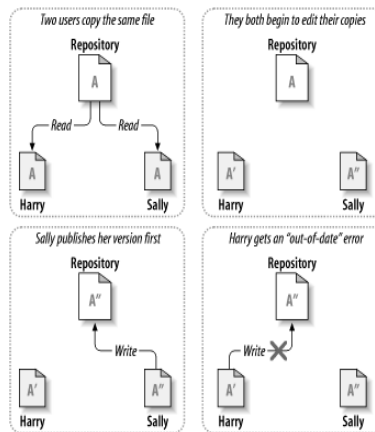 Two users copy the same file
Repository
A
Read Read
A A
Harry Sally
They both begin to edit their copies
Repository
A
A' A"
Harry Sally
Sally publishes her version first
Repository
A"
Write
A' A"
Harry Sally
Harry gets an “out-of-date” error
Repository
A"
Write
A' A"
Harry Sally